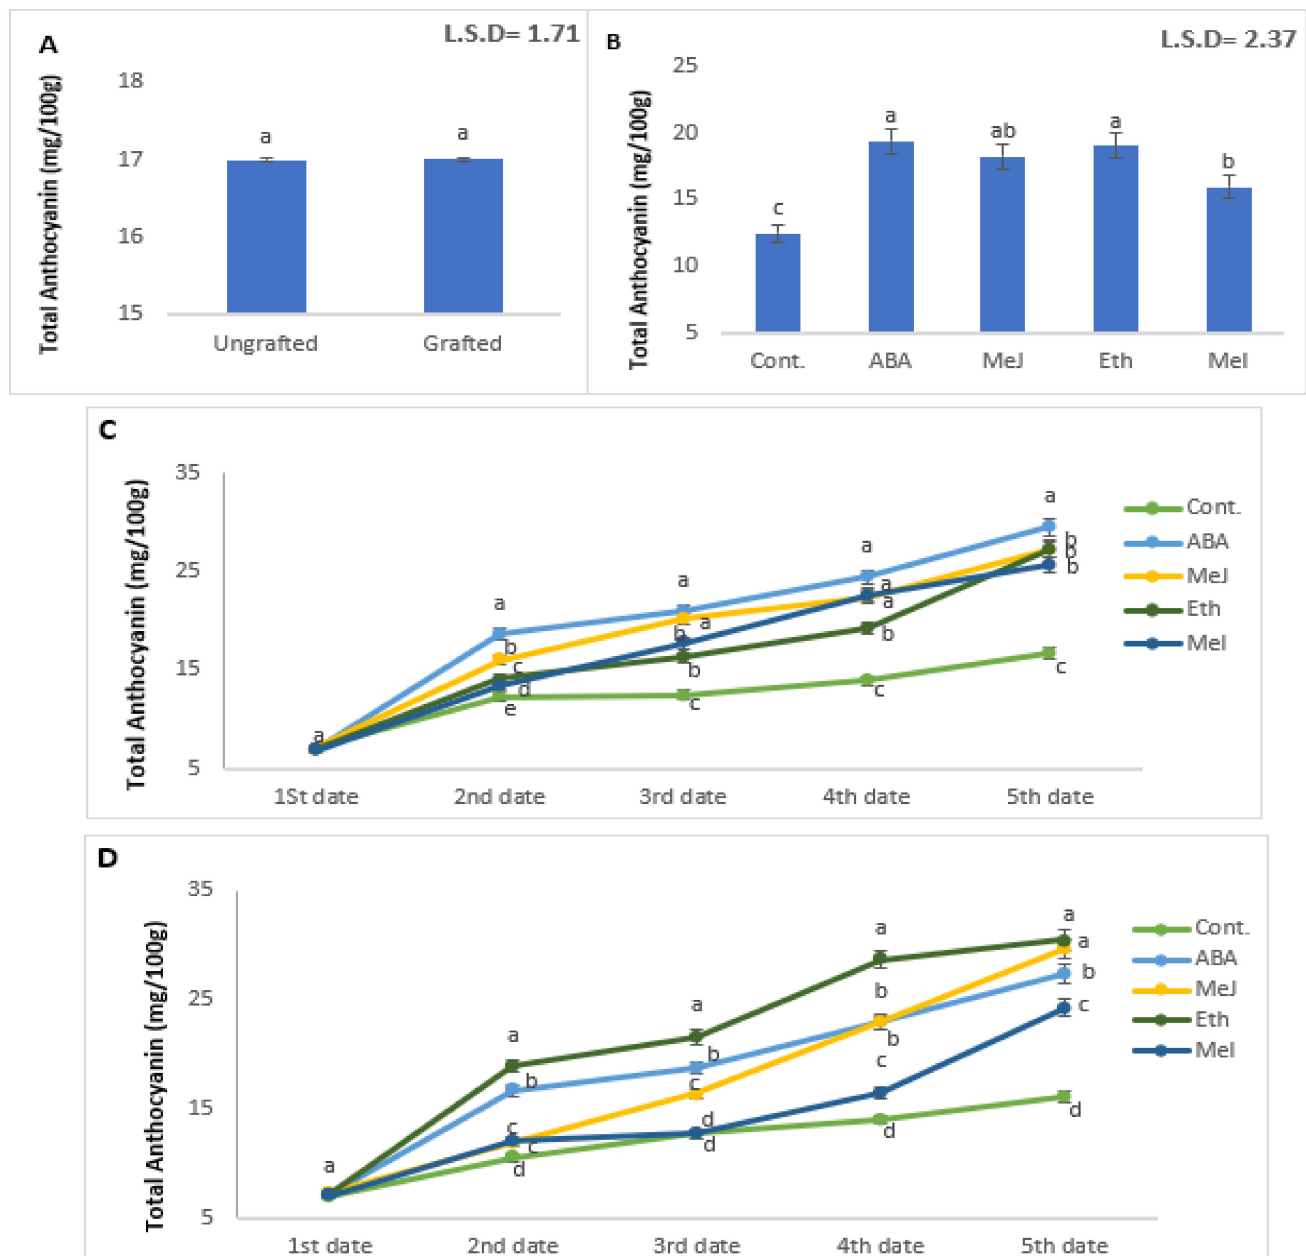 A
L.S.D= 1.71
Total Anthocyanin (mg/100g)
18
17
16
15
a
a
Ungrafted
Grafted
B
L.S.D= 2.37
Total Anthocyanin (mg/100g)
25
20
15
10
5
c
a
ab
a
b
Cont.
ABA
MeJ
Eth
Mel
C
Total Anthocyanin (mg/100g)
35
25
15
5
a
a
b
c
d
e
a
a
b
b
c
a
a
a
b
c
a
b
b
b
c
1St date
2nd date
3rd date
4th date
5th date
Cont.
ABA
MeJ
Eth
Mel
D
Total Anthocyanin (mg/100g)
35
25
15
5
a
a
b
c
c
d
a
b
c
d
d
a
b
b
c
d
a
a
b
c
d
1st date
2nd date
3rd date
4th date
5th date
Cont.
ABA
MeJ
Eth
Mel